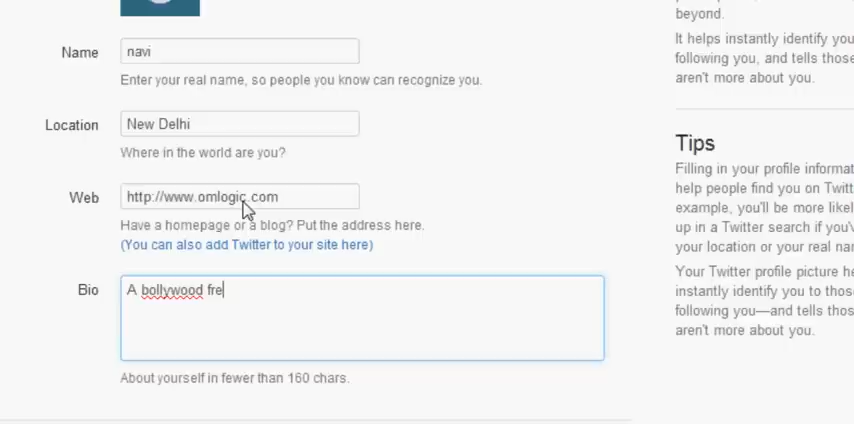 beyond.
Name navi
Enter your real name, so people you know can recognize you.
Location New Delhi
Where in the world are you?
Web http://www.omlogic.com
Have a homepage or a blog? Put the address here.
(You can also add Twitter to your site here)
Bio A bollywood fre
About yourself in fewer than 160 chars.
It helps instantly identify you
following you, and tells those
aren't more about you.
Tips
Filling in your profile informat
help people find you on Twitt
example, you'll be more likel
up in a Twitter search if you'v
your location or your real nar
Your Twitter profile picture he
instantly identify you to those
following you—and tells thos
aren't more about you.